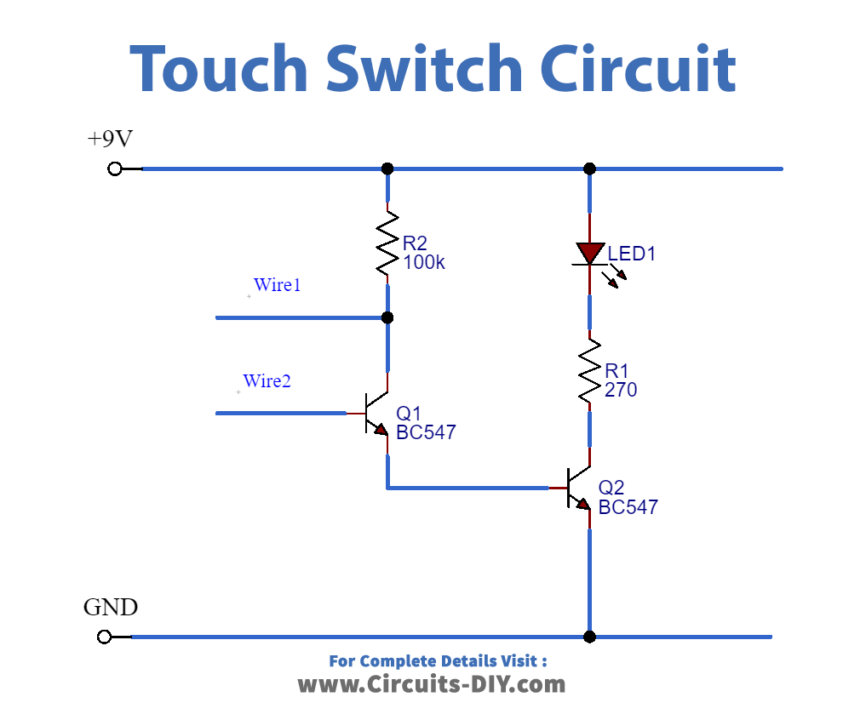 Touch Switch Circuit
+9V
R2
100k
LED1
Wire1
R1
270
Wire2
Q1
BC547
Q2
BC547
GND
For Complete Details Visit :
www.Circuits-DIY.com